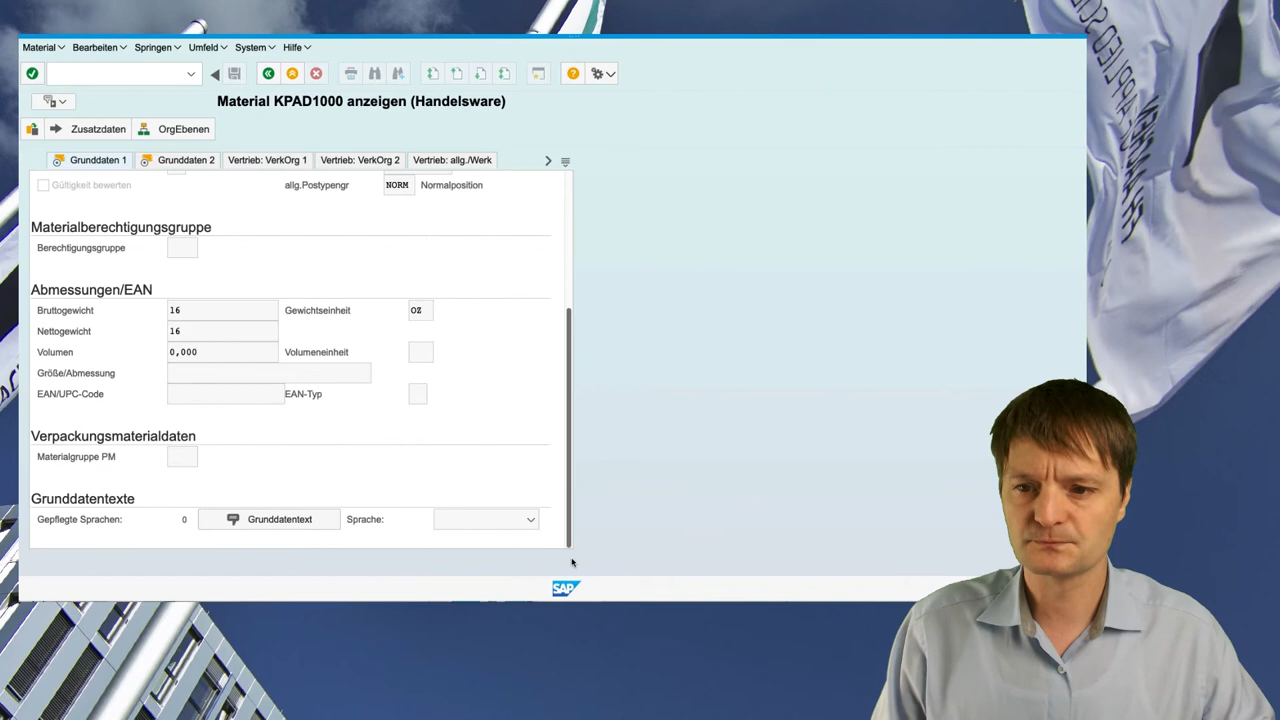 Material Bearbeiten Springen Umfeld System Hilfe
Material KPAD1000 anzeigen (Handelsware)
Zusatzdaten OrgEbenen
Grunddaten 1 Grunddaten 2 Vertrieb: VerkOrg 1 Vertrieb: VerkOrg 2 Vertrieb: allg./Werk
Gültigkeit bewerten allg.Postypengr NORM Normalposition
Materialberechtigungsgruppe
Berechtigungsgruppe
Abmessungen/EAN
Bruttogewicht 16 Gewichtseinheit OZ
Nettogewicht 16
Volumen 0,000 Volumeneinheit
Größe/Abmessung
EAN/UPC-Code EAN-Typ
Verpackungsmaterialdaten
Materialgruppe PM
Grunddatentexte
Gepflegte Sprachen: 0 Grunddatentext Sprache:
SAP